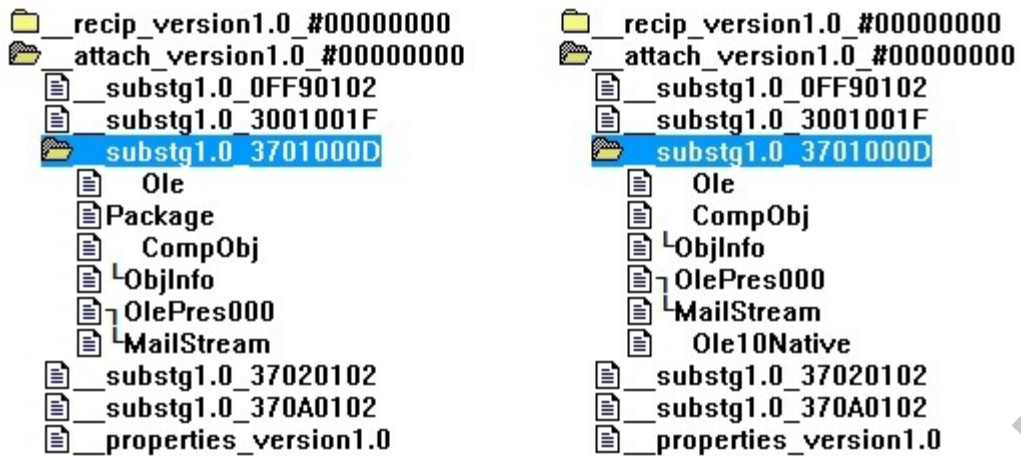 __recip_version1.0_#00000000
__attach_version1.0_#00000000
__substg1.0_0FF90102
__substg1.0_3001001F
__substg1.0_3701000D
Ole
Package
CompObj
└ObjInfo
┐OlePres000
└MailStream
__substg1.0_37020102
__substg1.0_370A0102
__properties_version1.0
__recip_version1.0_#00000000
__attach_version1.0_#00000000
__substg1.0_0FF90102
__substg1.0_3001001F
__substg1.0_3701000D
Ole
CompObj
└ObjInfo
┐OlePres000
└MailStream
Ole10Native
__substg1.0_37020102
__substg1.0_370A0102
__properties_version1.0